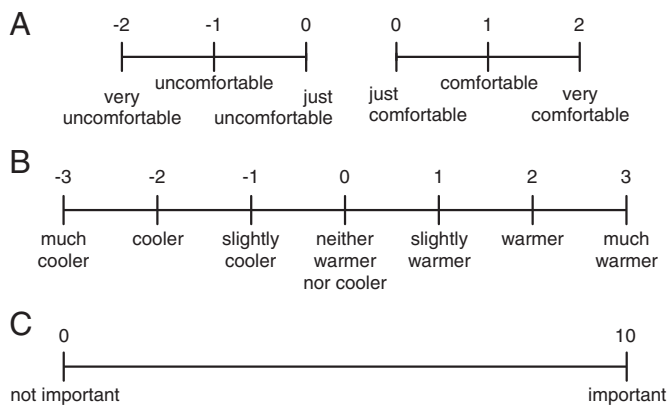 A
-2 -1 0 0 1 2
uncomfortable comfortable
very just just very
uncomfortable uncomfortable comfortable comfortable
B
-3 -2 -1 0 1 2 3
much cooler slightly neither slightly warmer much
cooler cooler warmer warmer warmer
nor cooler
C
0 10
not important important